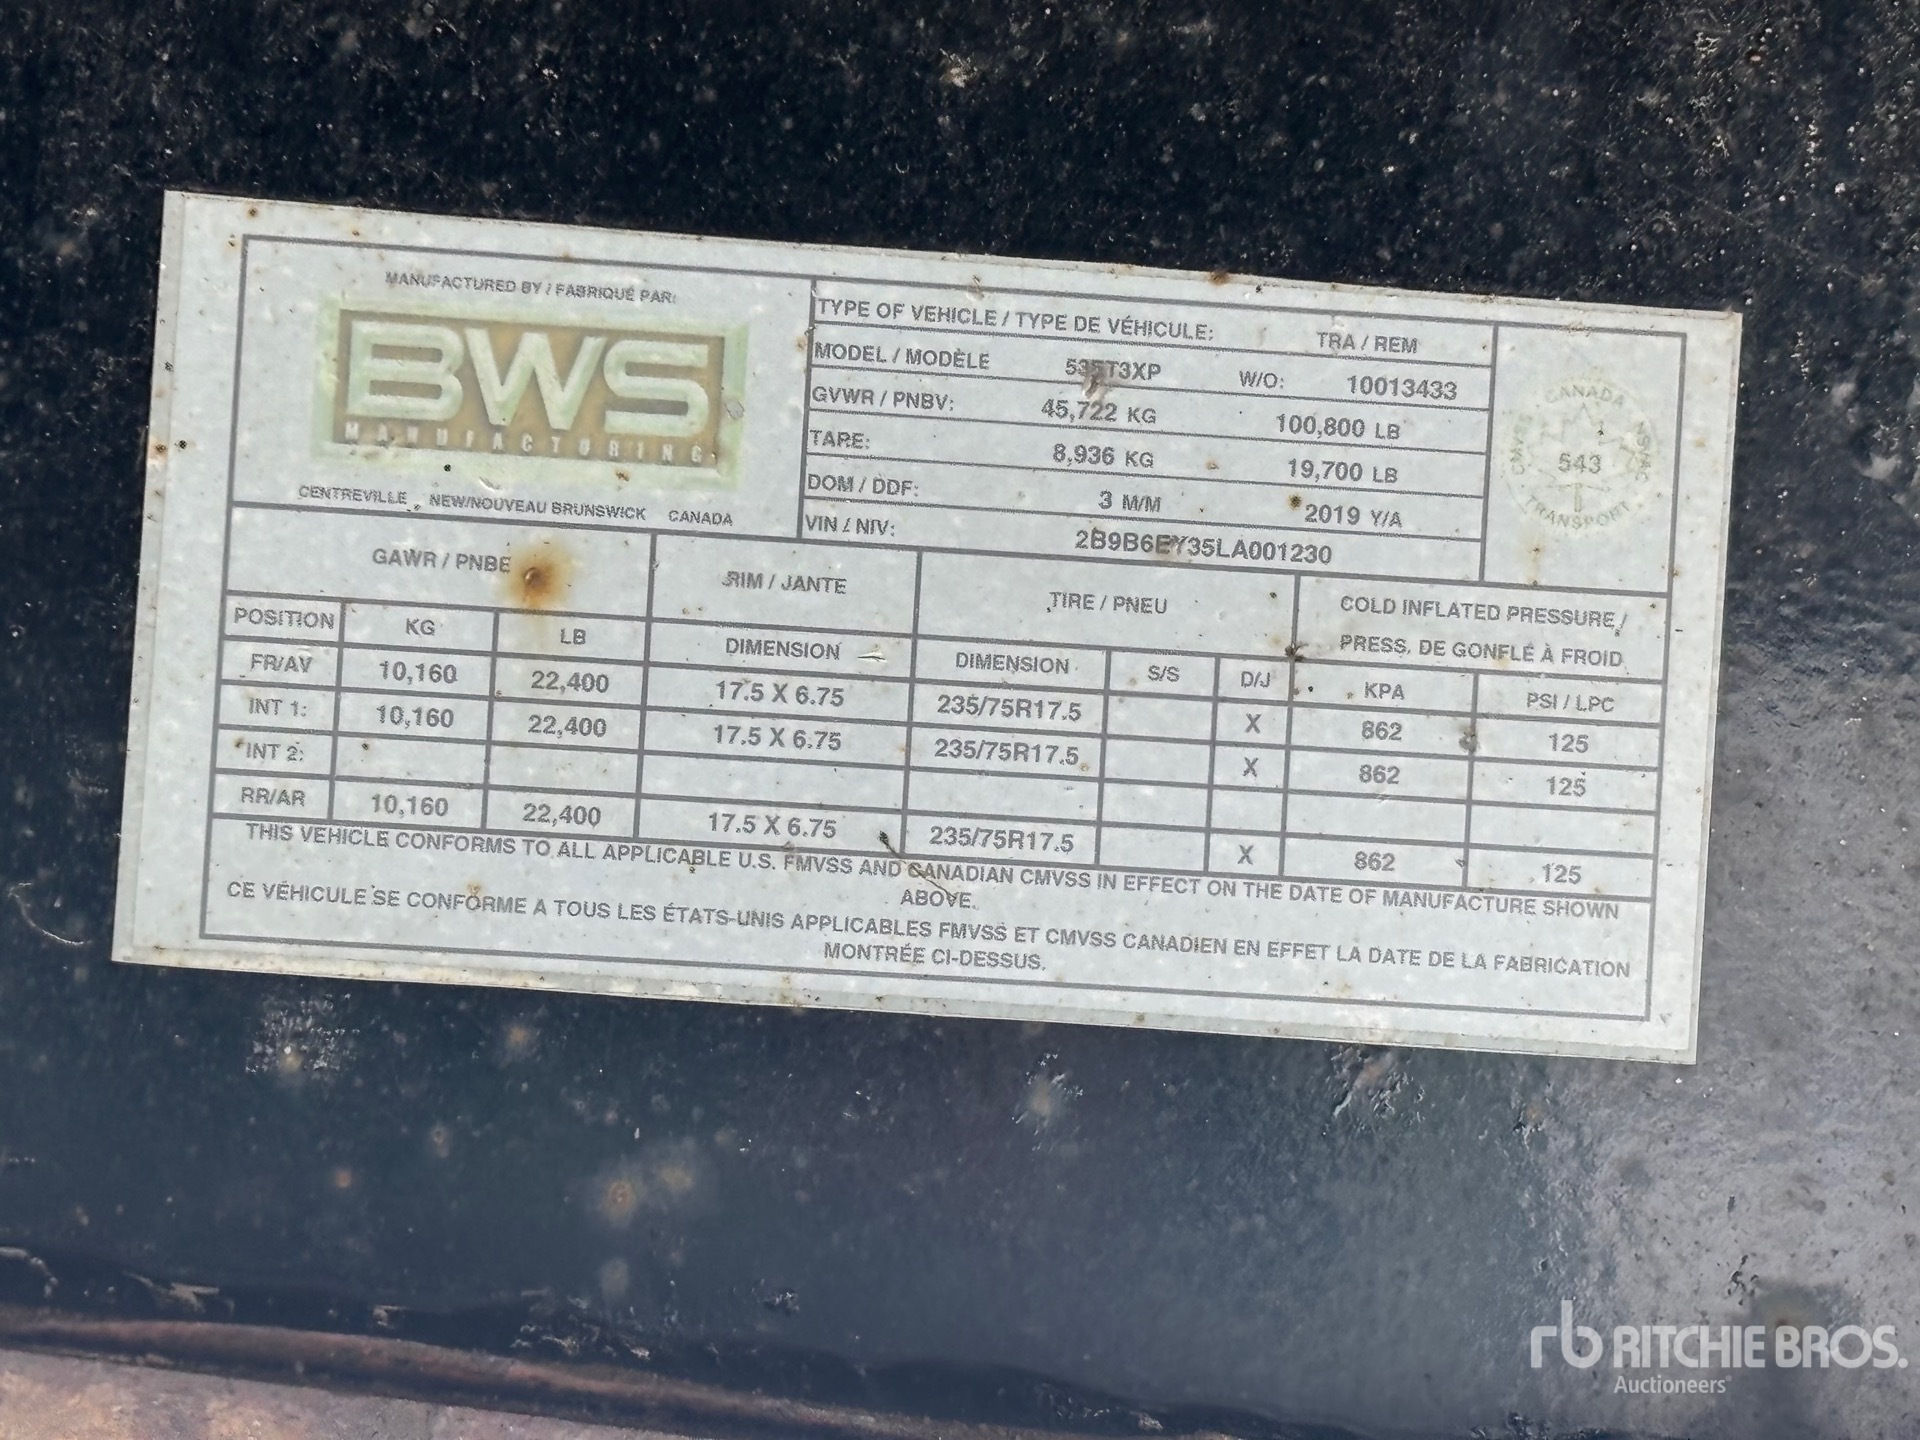 MANUFACTURED BY / FABRIQUÉ PAR:
BWS
MANUFACTURING
CENTREVILLE, NEW/NOUVEAU BRUNSWICK CANADA
TYPE OF VEHICLE / TYPE DE VÉHICULE: TRA / REM
MODEL / MODÈLE 535T3XP W/O: 10013433
GVWR / PNBV: 45,722 KG 100,800 LB
TARE: 8,936 KG 19,700 LB
DOM / DDF: 3 M/M 2019 Y/A
VIN / NIV: 2B9B6EY35LA001230
CANADA
CMVSS 543 NSVAC
TRANSPORT
GAWR / PNBE RIM / JANTE TIRE / PNEU COLD INFLATED PRESSURE /
PRESS. DE GONFLÉ À FROID
POSITION KG LB DIMENSION DIMENSION S/S D/J KPA PSI / LPC
FR/AV 10,160 22,400 17.5 X 6.75 235/75R17.5 X 862 125
INT 1: 10,160 22,400 17.5 X 6.75 235/75R17.5 X 862 125
INT 2:
RR/AR 10,160 22,400 17.5 X 6.75 235/75R17.5 X 862 125
THIS VEHICLE CONFORMS TO ALL APPLICABLE U.S. FMVSS AND CANADIAN CMVSS IN EFFECT ON THE DATE OF MANUFACTURE SHOWN
ABOVE.
CE VÉHICULE SE CONFORME A TOUS LES ÉTATS-UNIS APPLICABLES FMVSS ET CMVSS CANADIEN EN EFFET LA DATE DE LA FABRICATION
MONTRÉE CI-DESSUS.
rb RITCHIE BROS.
Auctioneers